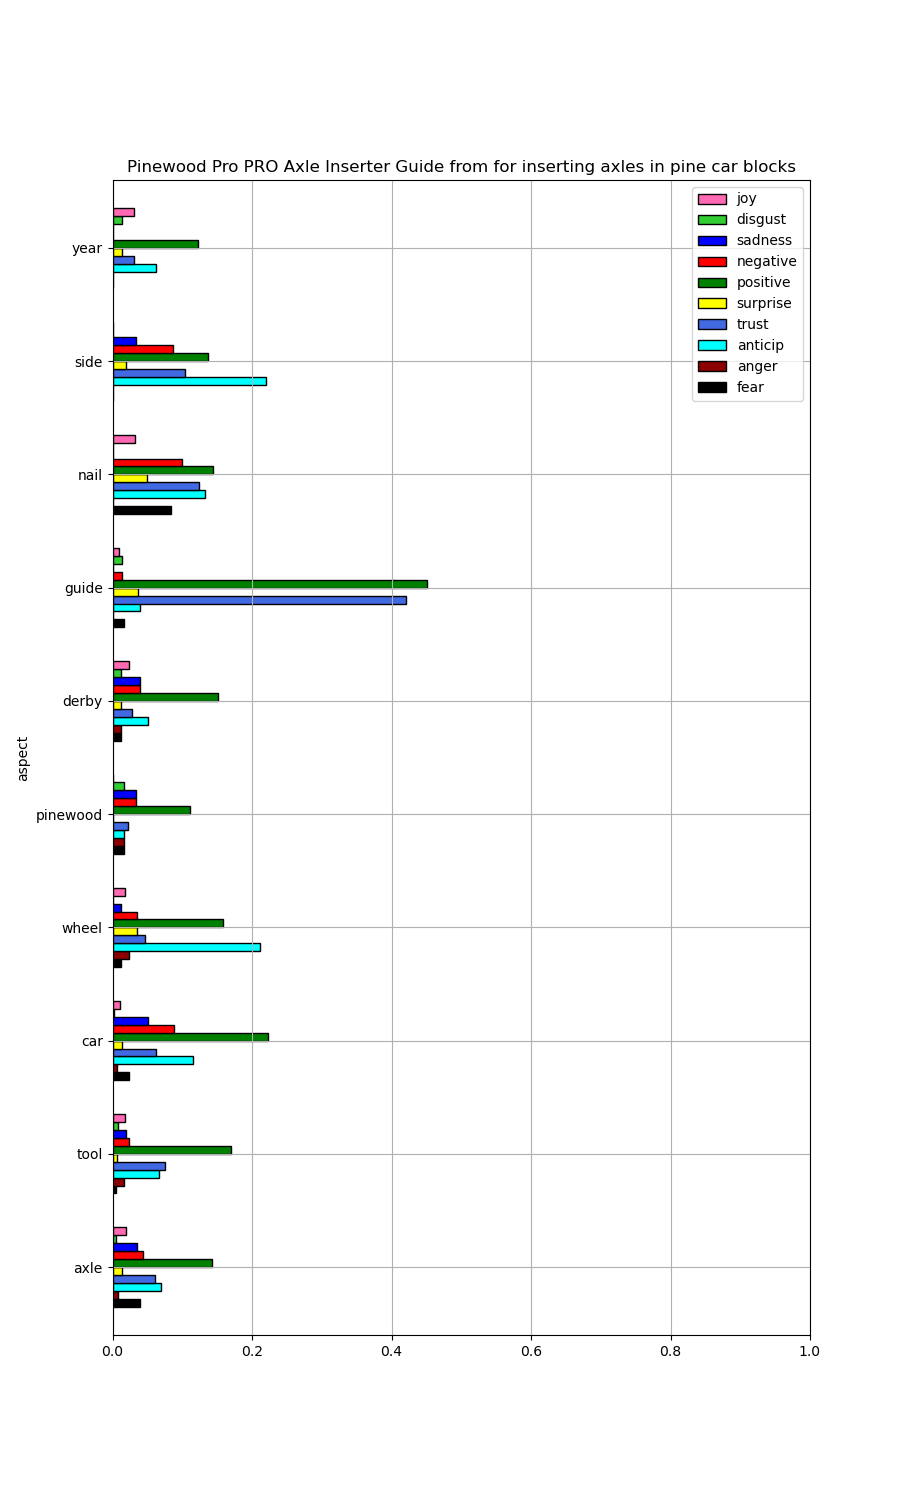 Pinewood Pro PRO Axle Inserter Guide from for inserting axles in pine car blocks
joy
disgust
sadness
negative
positive
surprise
trust
anticip
anger
fear
year
side
nail
guide
derby
pinewood
wheel
car
tool
axle
aspect
0.0 0.2 0.4 0.6 0.8 1.0